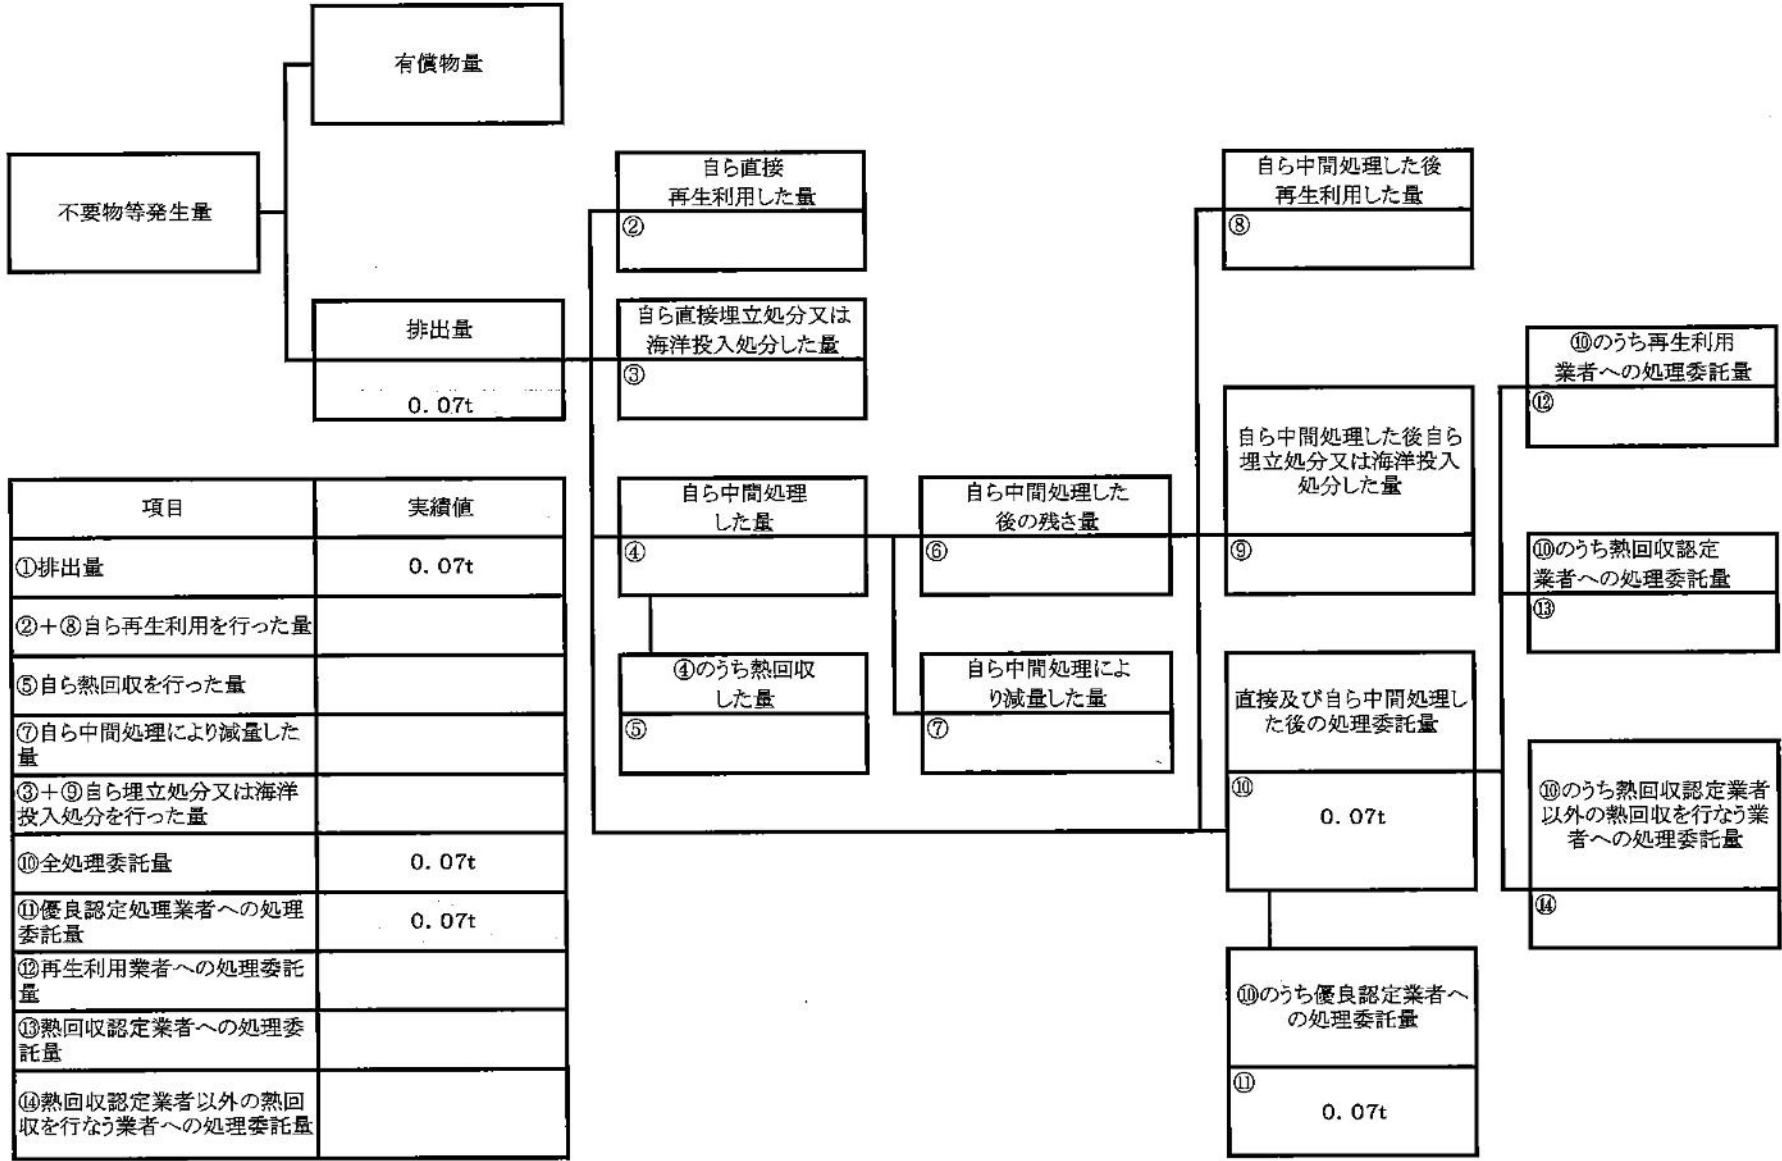 有償物量
不要物等発生量
排出量
0.07t
自ら直接
再生利用した量
②
自ら直接埋立処分又は
海洋投入処分した量
③
自ら中間処理
した量
④
④のうち熱回収
した量
⑤
自ら中間処理した
後の残さ量
⑥
自ら中間処理によ
り減量した量
⑦
自ら中間処理した後
再生利用した量
⑧
自ら中間処理した後自ら
埋立処分又は海洋投入
処分した量
⑨
直接及び自ら中間処理し
た後の処理委託量
⑩
0.07t
⑩のうち優良認定業者へ
の処理委託量
⑪
0.07t
⑩のうち再生利用
業者への処理委託量
⑫
⑩のうち熱回収認定
業者への処理委託量
⑬
⑩のうち熱回収認定業者
以外の熱回収を行なう業
者への処理委託量
⑭
項目 実績値
①排出量 0.07t
②+⑧自ら再生利用を行った量
⑤自ら熱回収を行った量
⑦自ら中間処理により減量した
量
③+⑨自ら埋立処分又は海洋
投入処分を行った量
⑩全処理委託量 0.07t
⑪優良認定処理業者への処理
委託量 0.07t
⑫再生利用業者への処理委託
量
⑬熱回収認定業者への処理委
託量
⑭熱回収認定業者以外の熱回
収を行なう業者への処理委託量